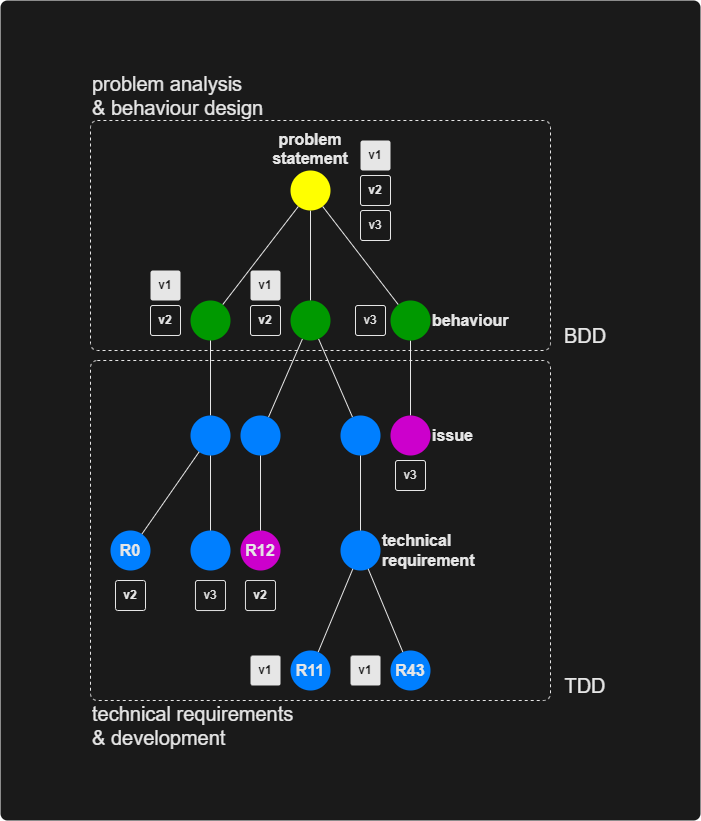 problem analysis
& behaviour design
problem
statement
v1
v2
v3
v1
v1
v2
v2
v3
behaviour
BDD
issue
v3
R0
R12
technical
requirement
v2
v3
v2
v1
R11
v1
R43
TDD
technical requirements
& development